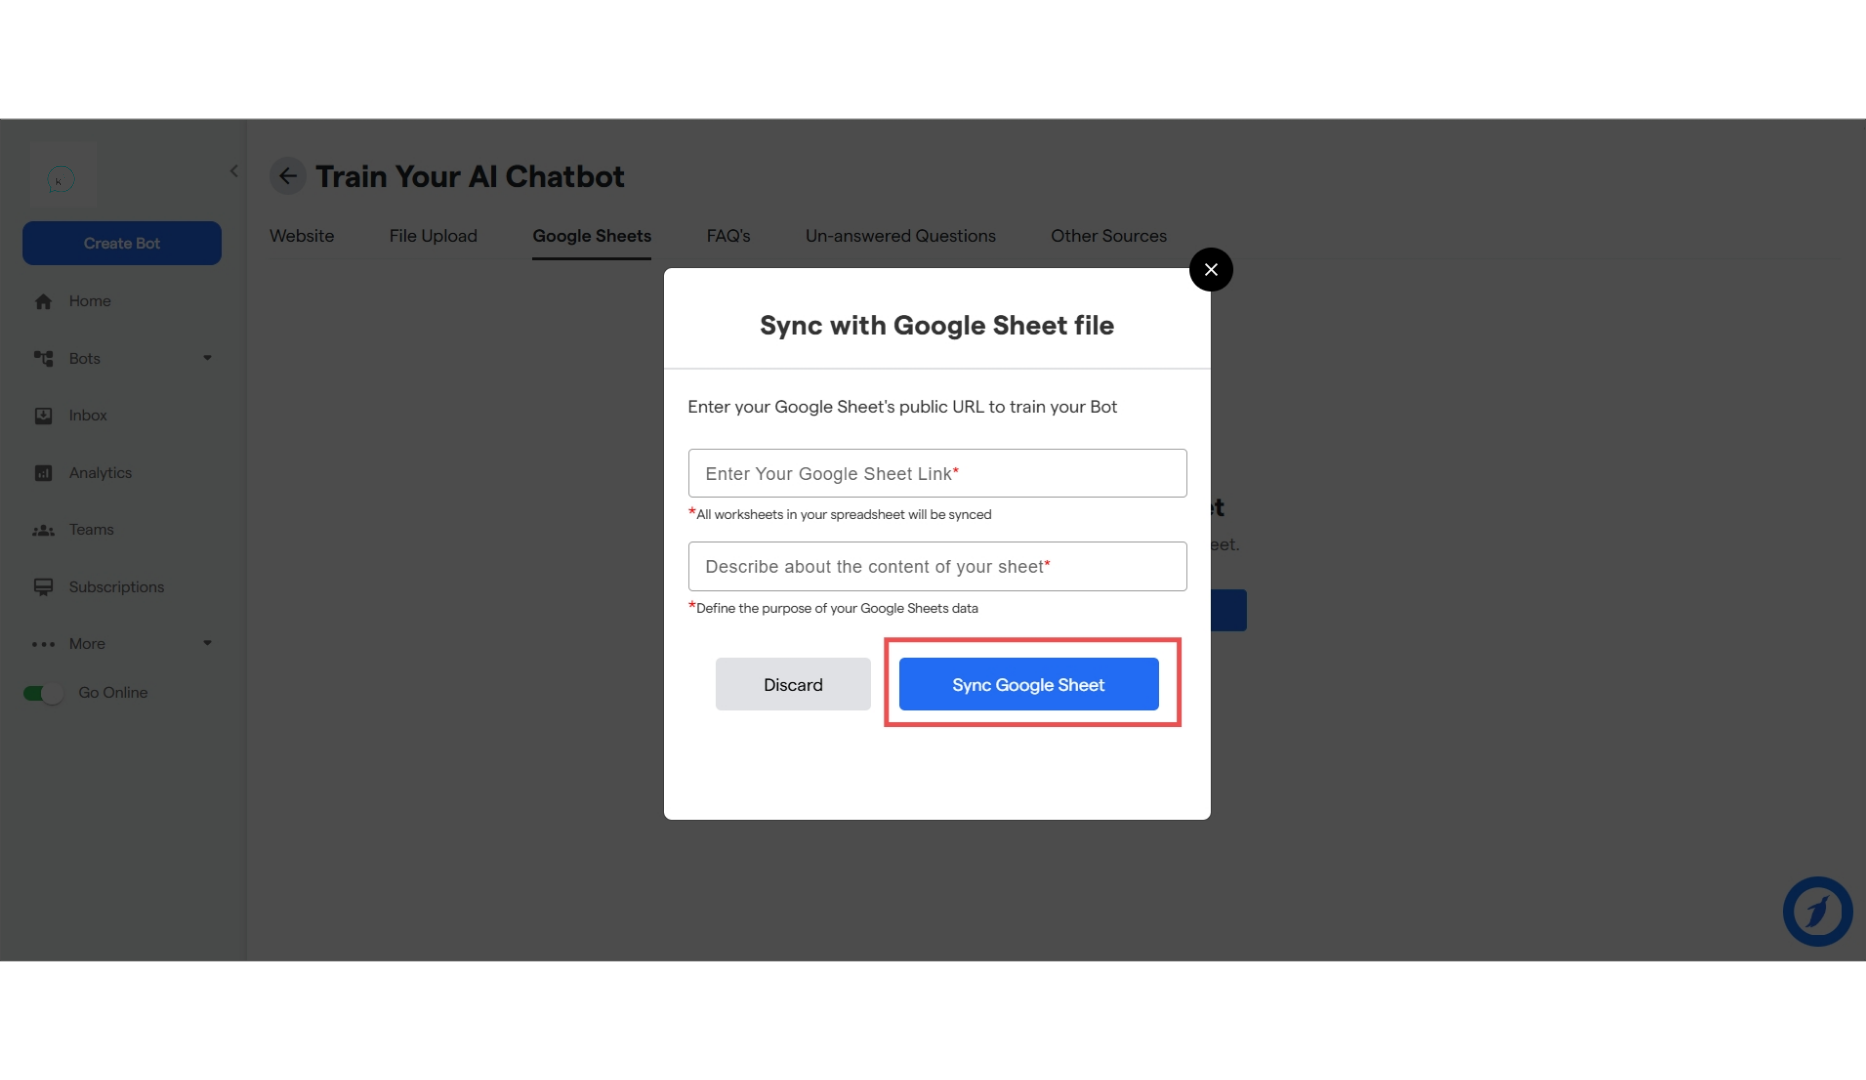 Train Your AI Chatbot
Create Bot
Website File Upload Google Sheets FAQ's Un-answered Questions Other Sources
Home
Bots
Inbox
Analytics
Teams
Subscriptions
More
Go Online
Sync with Google Sheet file
Enter your Google Sheet's public URL to train your Bot
Enter Your Google Sheet Link*
*All worksheets in your spreadsheet will be synced
Describe about the content of your sheet*
*Define the purpose of your Google Sheets data
Discard Sync Google Sheet